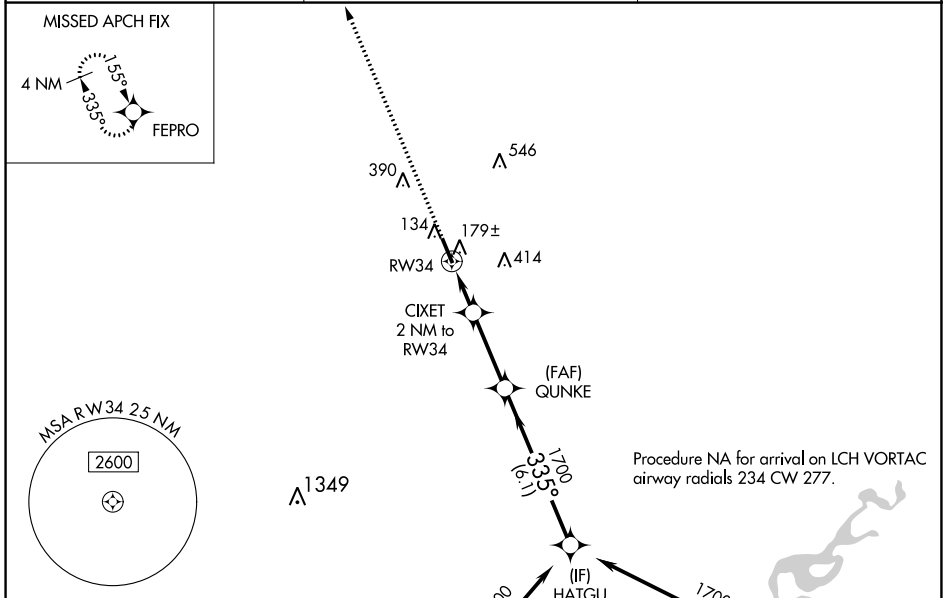 MISSED APCH FIX
4 NM
155°
335°
FEPRO
546
390
134
179±
414
RW34
CIXET
2 NM to
RW34
(FAF)
QUNKE
MSA RW34 25 NM
2600
1349
1700
335°
(6.1)
Procedure NA for arrival on LCH VORTAC
airway radials 234 CW 277.
(IF)
HATGU
1700